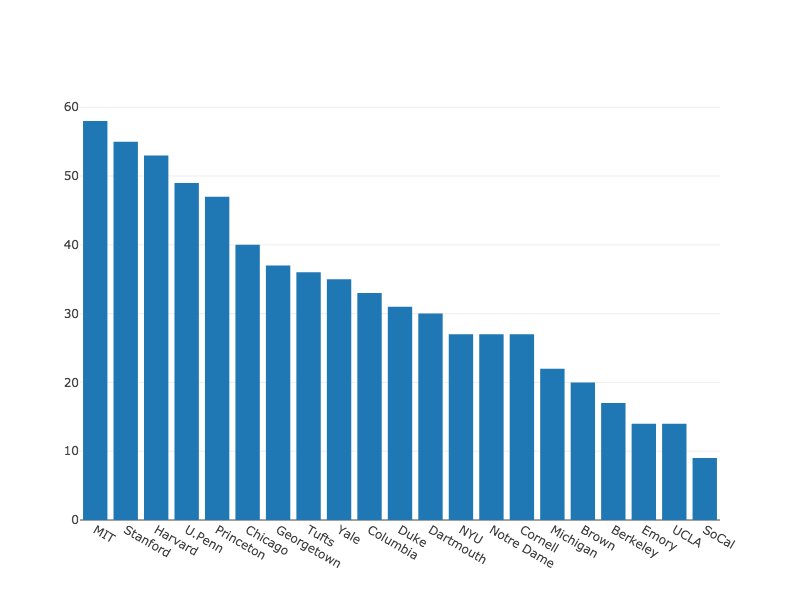 60
50
40
30
20
10
0
MIT
Stanford
Harvard
U.Penn
Princeton
Chicago
Georgetown
Tufts
Yale
Columbia
Duke
Dartmouth
NYU
Notre Dame
Cornell
Michigan
Brown
Berkeley
Emory
UCLA
SoCal